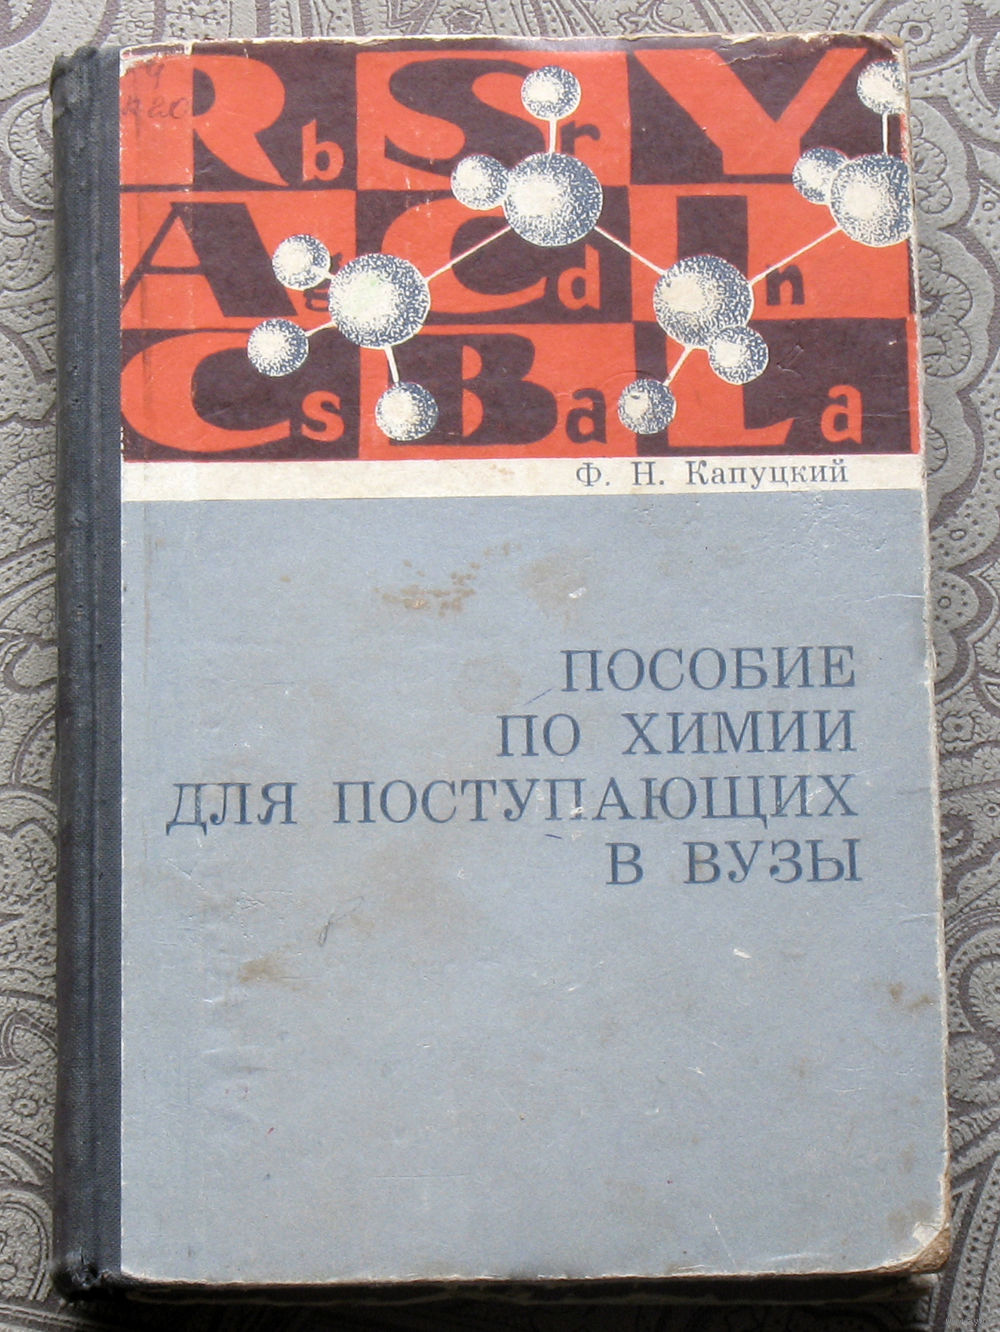 Rb Sr Y
Ag Cd In
Cs Ba La
Ф. Н. Капуцкий
ПОСОБИЕ
ПО ХИМИИ
ДЛЯ ПОСТУПАЮЩИХ
В ВУЗЫ